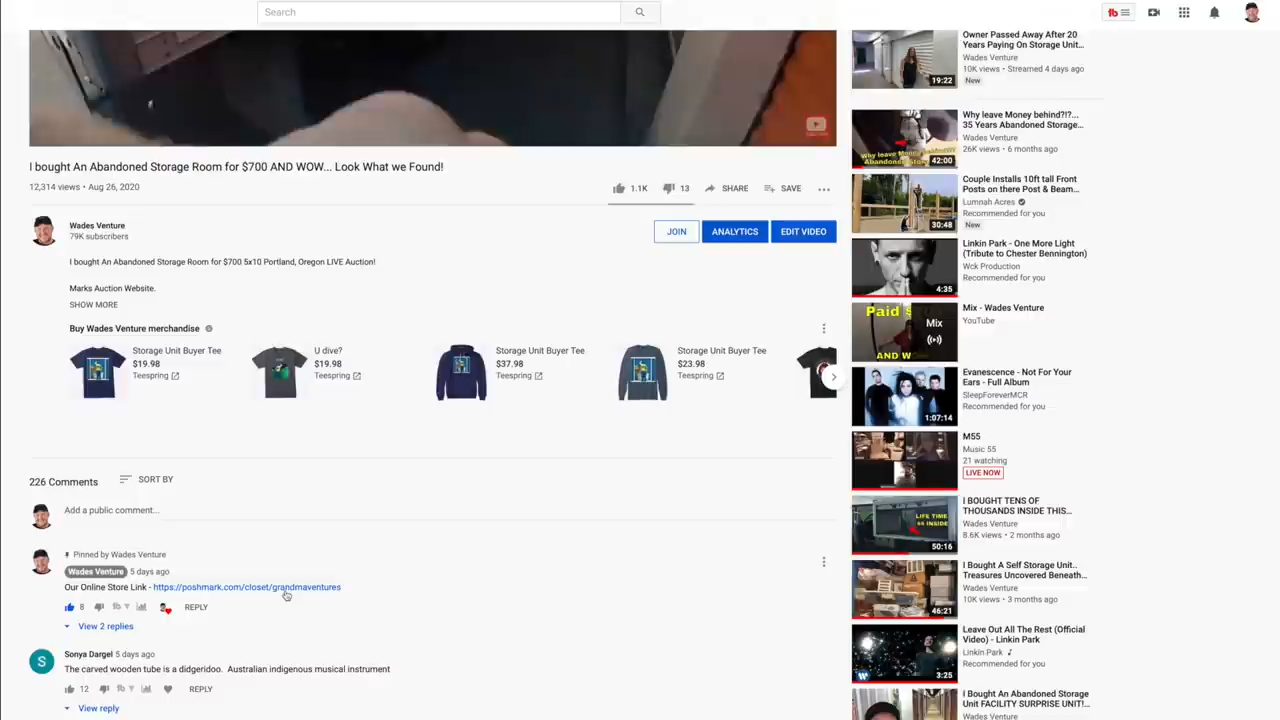 Search
I bought An Abandoned Storage Room for $700 AND WOW... Look What we Found!
12,314 views • Aug 26, 2020
1.1K
13
SHARE
SAVE
Wades Venture
79K subscribers
JOIN
ANALYTICS
EDIT VIDEO
I bought An Abandoned Storage Room for $700 5x10 Portland, Oregon LIVE Auction!
Marks Auction Website.
SHOW MORE
Buy Wades Venture merchandise
Storage Unit Buyer Tee
$19.98
Teespring
U dive?
$19.98
Teespring
Storage Unit Buyer Tee
$37.98
Teespring
Storage Unit Buyer Tee
$23.98
Teespring
226 Comments
SORT BY
Add a public comment...
Pinned by Wades Venture
Wades Venture 5 days ago
Our Online Store Link - https://poshmark.com/closet/grandmaventures
8
REPLY
View 2 replies
S
Sonya Dargel 5 days ago
The carved wooden tube is a didgeridoo. Australian indigenous musical instrument
12
REPLY
View reply
Owner Passed Away After 20
Years Paying On Storage Unit...
Wades Venture
10K views • Streamed 4 days ago
New
19:22
Why leave Money behind?!?...
35 Years Abandoned Storage...
Wades Venture
26K views • 6 months ago
Why leave Money behind
42:00
Couple Installs 10ft tall Front
Posts on there Post & Beam...
Lumnah Acres
Recommended for you
New
30:48
Linkin Park - One More Light
(Tribute to Chester Bennington)
Wck Production
Recommended for you
4:35
Mix - Wades Venture
YouTube
Paid $
Mix
AND W
Evanescence - Not For Your
Ears - Full Album
SleepForeverMCR
Recommended for you
1:07:14
M55
Music 55
21 watching
LIVE NOW
I BOUGHT TENS OF
THOUSANDS INSIDE THIS...
Wades Venture
8.6K views • 2 months ago
LIFE TIME
INSIDE
50:16
I Bought A Self Storage Unit..
Treasures Uncovered Beneath...
Wades Venture
10K views • 3 months ago
46:21
Leave Out All The Rest (Official
Video) - Linkin Park
Linkin Park
Recommended for you
3:25
I Bought An Abandoned Storage
Unit FACILITY SURPRISE UNIT!...
Wades Venture